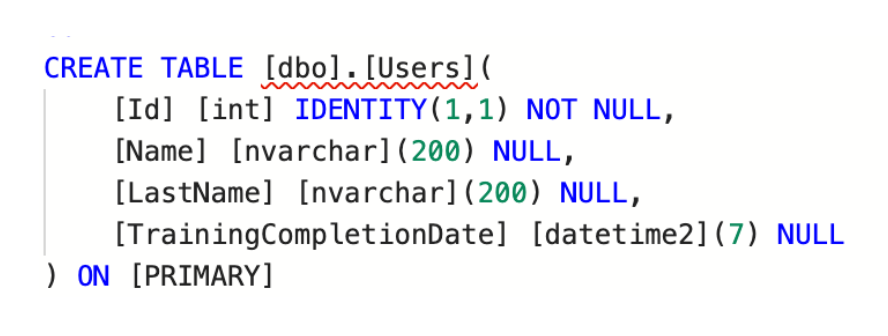 CREATE TABLE [dbo].[Users](
[Id] [int] IDENTITY(1,1) NOT NULL,
[Name] [nvarchar](200) NULL,
[LastName] [nvarchar](200) NULL,
[TrainingCompletionDate] [datetime2](7) NULL
) ON [PRIMARY]